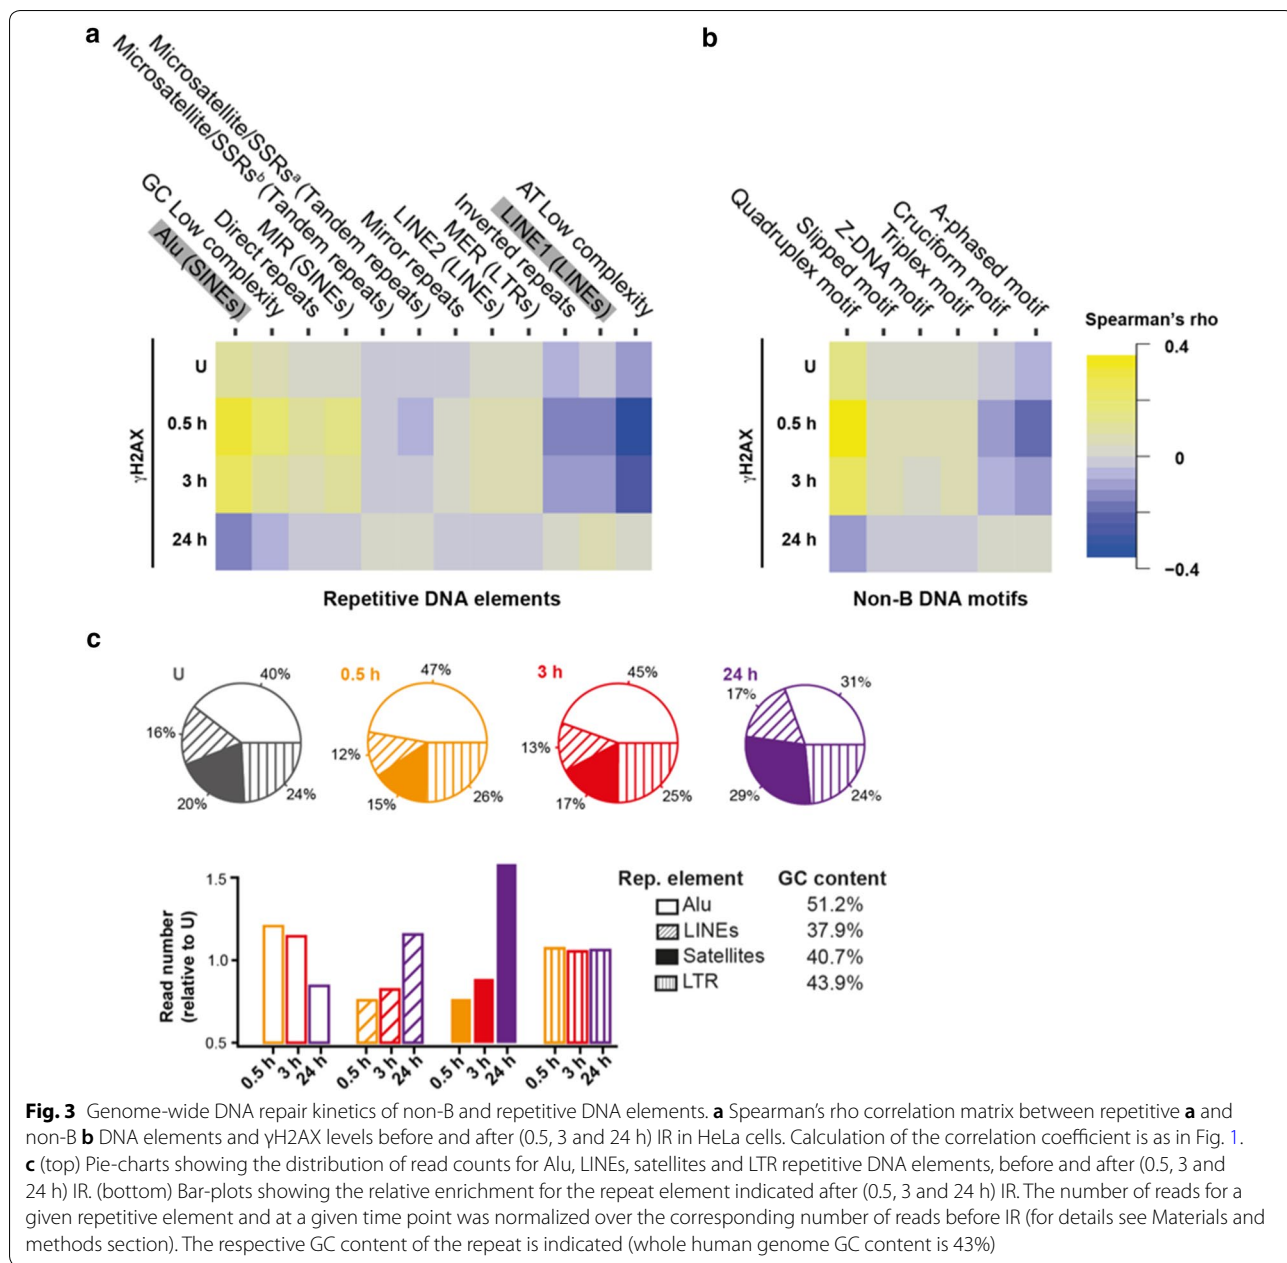 a
b
Microsatellite/SSRsᵃ (Tandem repeats)
Microsatellite/SSRsᵇ (Tandem repeats)
Alu (SINEs)
GC Low complexity
Direct repeats
MIR (SINEs)
Mirror repeats
LINE2 (LINEs)
MER (LTRs)
Inverted repeats
LINE1 (LINEs)
AT Low complexity
Quadruplex motif
Slipped motif
Z-DNA motif
Triplex motif
Cruciform motif
A-phased motif
Spearman's rho
0.4
0
−0.4
γH2AX
U
0.5 h
3 h
24 h
Repetitive DNA elements
γH2AX
U
0.5 h
3 h
24 h
Non-B DNA motifs
c
U
40%
16%
20%
24%
0.5 h
47%
12%
15%
26%
3 h
45%
13%
17%
25%
24 h
31%
17%
29%
24%
Read number
(relative to U)
1.5
1.0
0.5
0.5 h
3 h
24 h
0.5 h
3 h
24 h
0.5 h
3 h
24 h
0.5 h
3 h
24 h
Rep. element GC content
Alu 51.2%
LINEs 37.9%
Satellites 40.7%
LTR 43.9%
Fig. 3 Genome-wide DNA repair kinetics of non-B and repetitive DNA elements. a Spearman's rho correlation matrix between repetitive a and
non-B b DNA elements and γH2AX levels before and after (0.5, 3 and 24 h) IR in HeLa cells. Calculation of the correlation coefficient is as in Fig. 1.
c (top) Pie-charts showing the distribution of read counts for Alu, LINEs, satellites and LTR repetitive DNA elements, before and after (0.5, 3 and
24 h) IR. (bottom) Bar-plots showing the relative enrichment for the repeat element indicated after (0.5, 3 and 24 h) IR. The number of reads for a
given repetitive element and at a given time point was normalized over the corresponding number of reads before IR (for details see Materials and
methods section). The respective GC content of the repeat is indicated (whole human genome GC content is 43%)